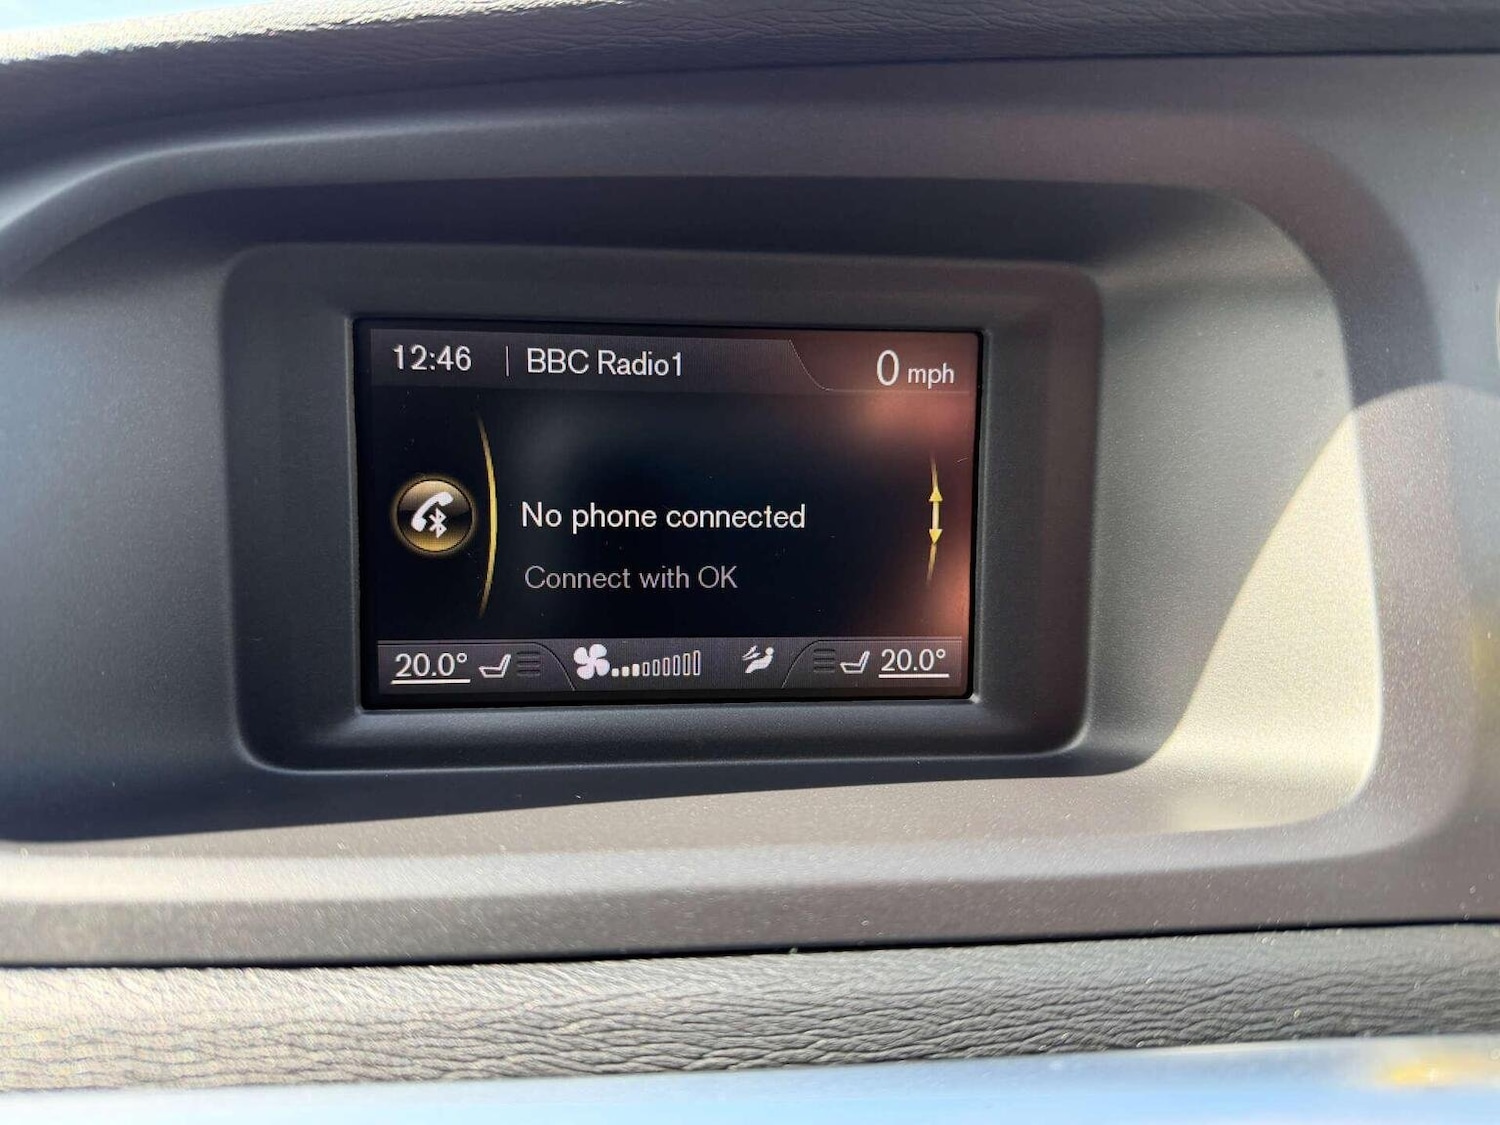 12:46 | BBC Radio1 0 mph
No phone connected
Connect with OK
20.0° 20.0°